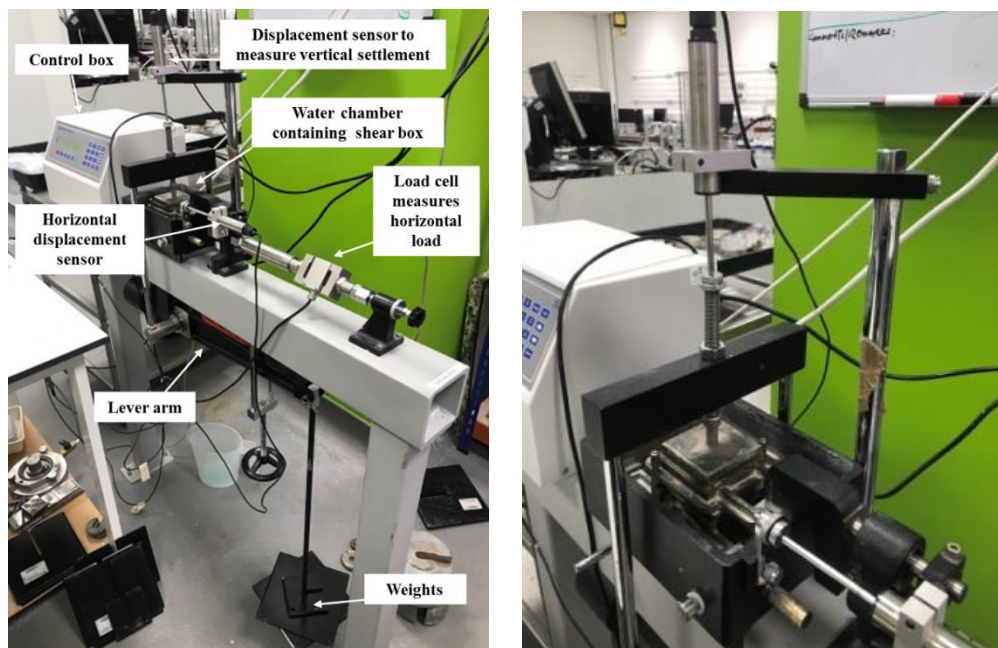 Displacement sensor to
measure vertical settlement
Control box
Water chamber
containing shear box
Load cell
measures
horizontal
load
Horizontal
displacement
sensor
Lever arm
Weights